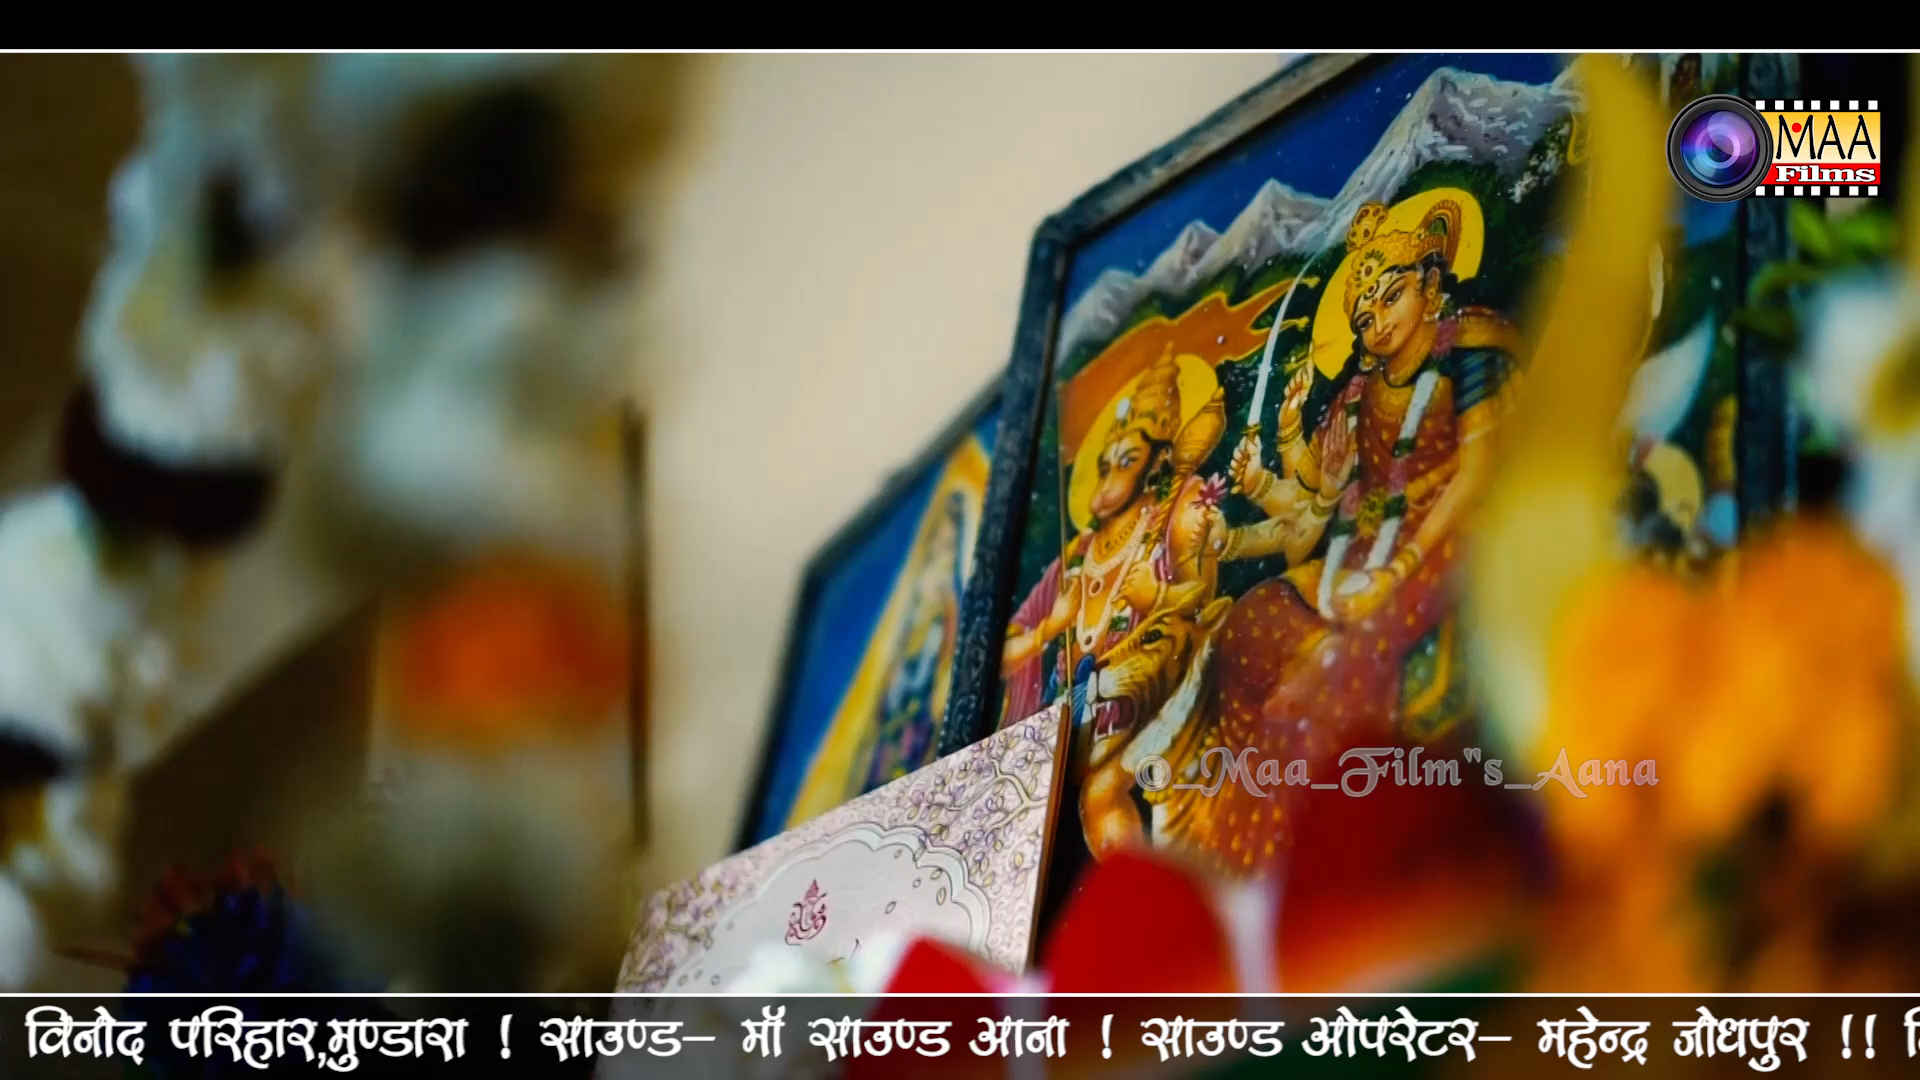 MAA
Films
©_Maa_Film"s_Aana
विनोद परिहार,मुण्डारा ! साउण्ड- मॉ साउण्ड आना ! साउण्ड ओपरेटर- महेन्द्र जोधपुर !!